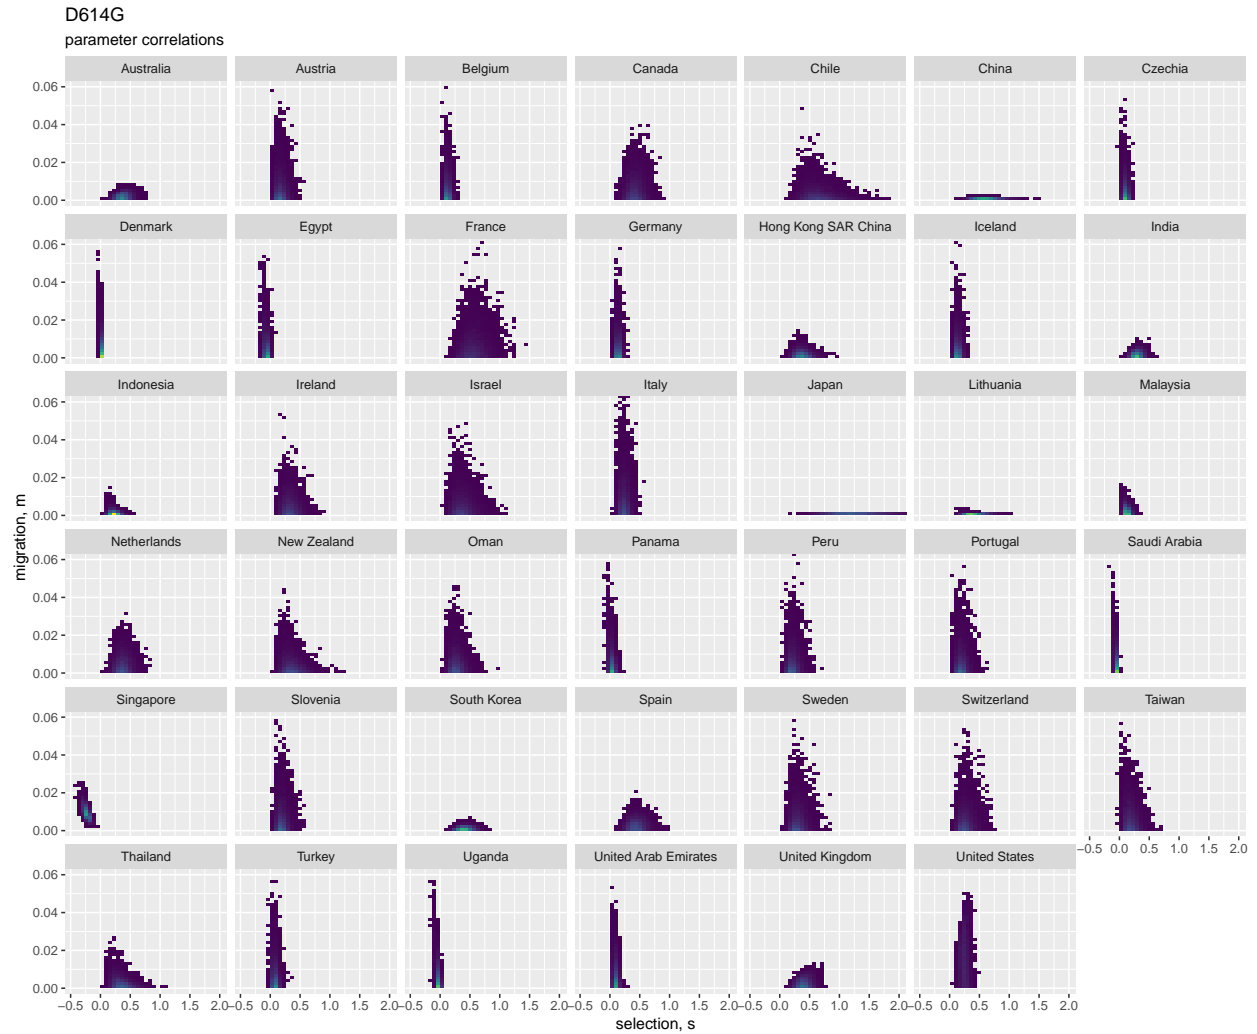 D614G
parameter correlations
Australia Austria Belgium Canada Chile China Czechia
0.06
0.04
0.02
0.00
Denmark Egypt France Germany Hong Kong SAR China Iceland India
0.06
0.04
0.02
0.00
Indonesia Ireland Israel Italy Japan Lithuania Malaysia
0.06
0.04
0.02
0.00
migration, m
Netherlands New Zealand Oman Panama Peru Portugal Saudi Arabia
0.06
0.04
0.02
0.00
Singapore Slovenia South Korea Spain Sweden Switzerland Taiwan
0.06
0.04
0.02
0.00
−0.5 0.0 0.5 1.0 1.5 2.0
Thailand Turkey Uganda United Arab Emirates United Kingdom United States
0.06
0.04
0.02
0.00
−0.5 0.0 0.5 1.0 1.5 2.0 −0.5 0.0 0.5 1.0 1.5 2.0 −0.5 0.0 0.5 1.0 1.5 2.0 −0.5 0.0 0.5 1.0 1.5 2.0 −0.5 0.0 0.5 1.0 1.5 2.0 −0.5 0.0 0.5 1.0 1.5 2.0
selection, s